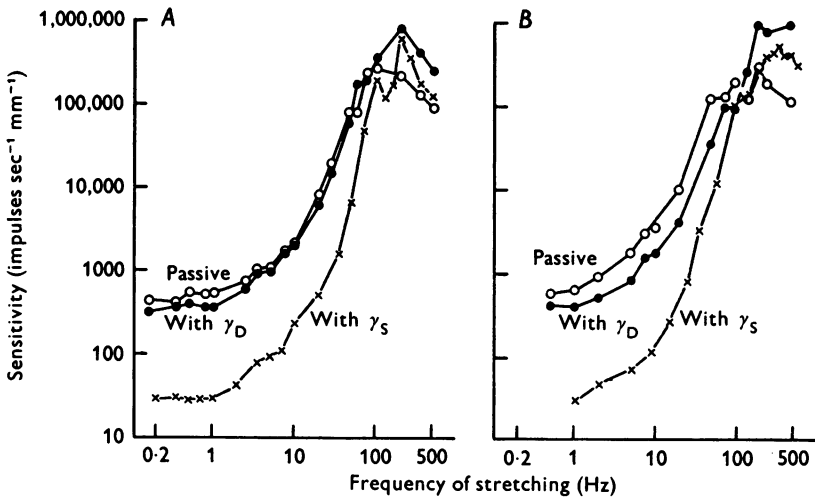 A
B
1,000,000
100,000
10,000
1000
100
10
Sensitivity (impulses sec⁻¹ mm⁻¹)
Passive
With γD
With γS
Passive
With γD
With γS
0·2 1 10 100 500
0·2 1 10 100 500
Frequency of stretching (Hz)